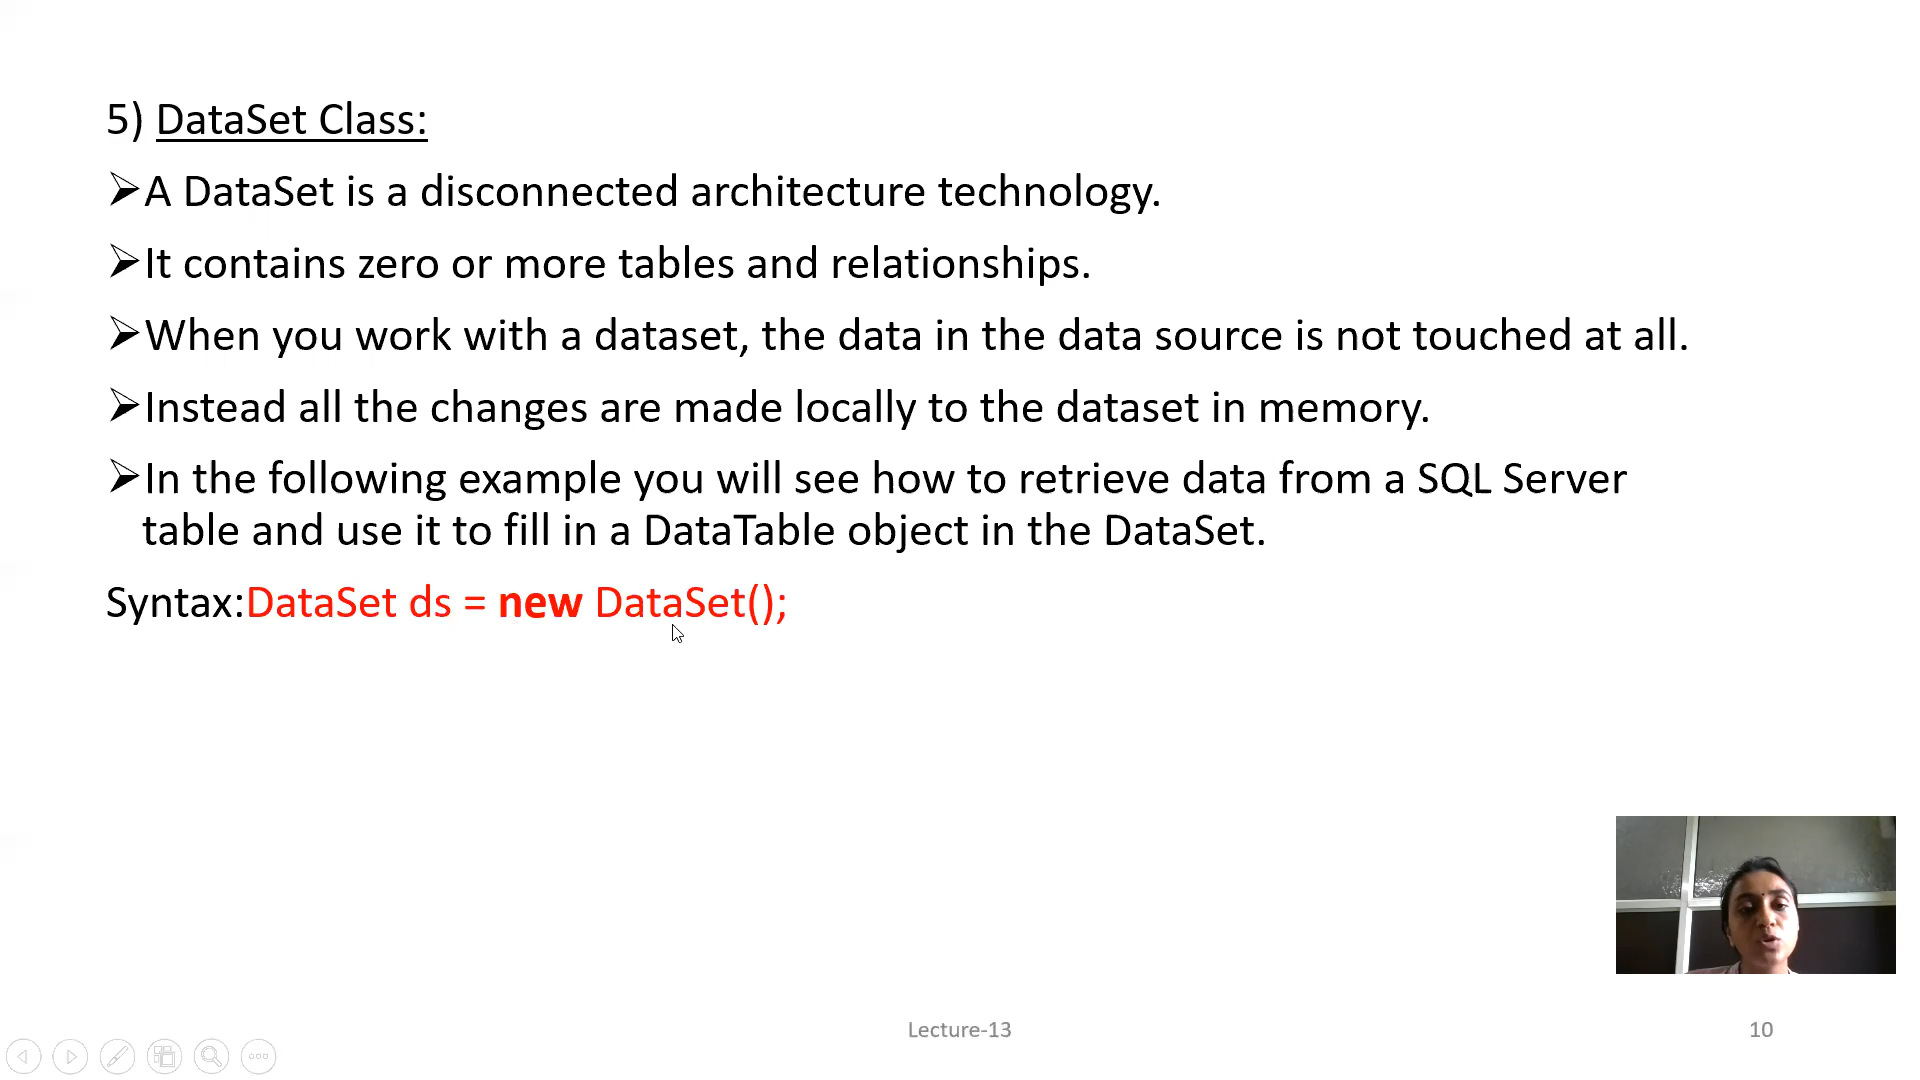 5) DataSet Class:
➢A DataSet is a disconnected architecture technology.
➢It contains zero or more tables and relationships.
➢When you work with a dataset, the data in the data source is not touched at all.
➢Instead all the changes are made locally to the dataset in memory.
➢In the following example you will see how to retrieve data from a SQL Server
table and use it to fill in a DataTable object in the DataSet.
Syntax:DataSet ds = new DataSet();
Lecture-13
10